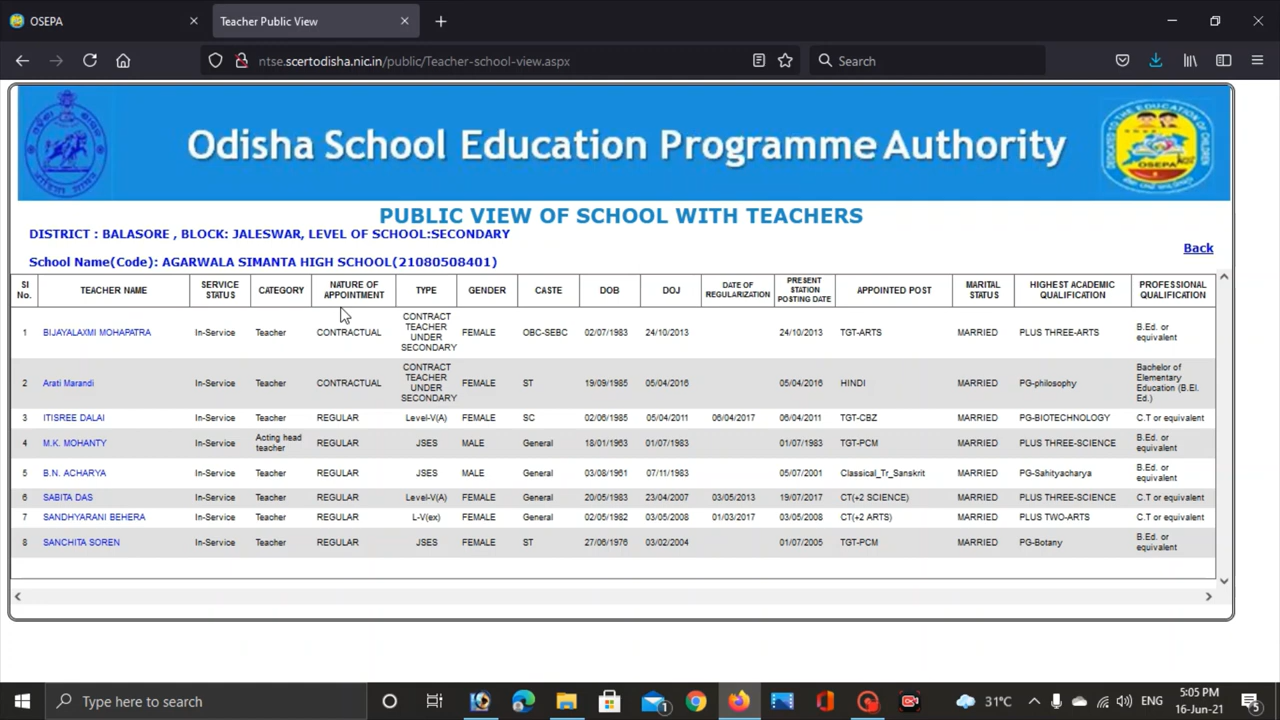 OSEPA
Teacher Public View
ntse.scertodisha.nic.in/public/Teacher-school-view.aspx
Search
Odisha School Education Programme Authority
OSEPA
PUBLIC VIEW OF SCHOOL WITH TEACHERS
DISTRICT : BALASORE , BLOCK: JALESWAR, LEVEL OF SCHOOL:SECONDARY
Back
School Name(Code): AGARWALA SIMANTA HIGH SCHOOL(21080508401)
Sl No. TEACHER NAME SERVICE STATUS CATEGORY NATURE OF APPOINTMENT TYPE GENDER CASTE DOB DOJ DATE OF REGULARIZATION PRESENT STATION POSTING DATE APPOINTED POST MARITAL STATUS HIGHEST ACADEMIC QUALIFICATION PROFESSIONAL QUALIFICATION
1 BIJAYALAXMI MOHAPATRA In-Service Teacher CONTRACTUAL CONTRACT TEACHER UNDER SECONDARY FEMALE OBC-SEBC 02/07/1983 24/10/2013 24/10/2013 TGT-ARTS MARRIED PLUS THREE-ARTS B.Ed. or equivalent
2 Arati Marandi In-Service Teacher CONTRACTUAL CONTRACT TEACHER UNDER SECONDARY FEMALE ST 19/09/1985 05/04/2016 05/04/2016 HINDI MARRIED PG-philosophy Bachelor of Elementary Education (B.El. Ed.)
3 ITISREE DALAI In-Service Teacher REGULAR Level-V(A) FEMALE SC 02/06/1985 05/04/2011 06/04/2017 06/04/2011 TGT-CBZ MARRIED PG-BIOTECHNOLOGY C.T or equivalent
4 M.K. MOHANTY In-Service Acting head teacher REGULAR JSES MALE General 18/01/1963 01/07/1983 01/07/1983 TGT-PCM MARRIED PLUS THREE-SCIENCE B.Ed. or equivalent
5 B.N. ACHARYA In-Service Teacher REGULAR JSES MALE General 03/08/1961 07/11/1983 05/07/2001 Classical_Tr_Sanskrit MARRIED PG-Sahityacharya B.Ed. or equivalent
6 SABITA DAS In-Service Teacher REGULAR Level-V(A) FEMALE General 20/05/1983 23/04/2007 03/05/2013 19/07/2017 CT(+2 SCIENCE) MARRIED PLUS THREE-SCIENCE C.T or equivalent
7 SANDHYARANI BEHERA In-Service Teacher REGULAR L-V(ex) FEMALE General 02/05/1982 03/05/2008 01/03/2017 03/05/2008 CT(+2 ARTS) MARRIED PLUS TWO-ARTS C.T or equivalent
8 SANCHITA SOREN In-Service Teacher REGULAR JSES FEMALE ST 27/06/1976 03/02/2004 01/07/2005 TGT-PCM MARRIED PG-Botany B.Ed. or equivalent
Type here to search
1
31°C
ENG
5:05 PM
16-Jun-21
5